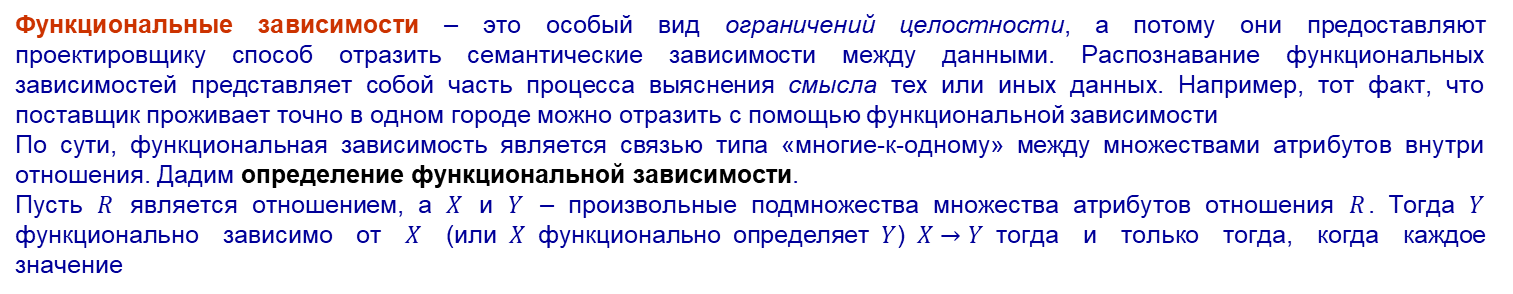 Функциональные зависимости – это особый вид ограничений целостности, а потому они предоставляют
проектировщику способ отразить семантические зависимости между данными. Распознавание функциональных
зависимостей представляет собой часть процесса выяснения смысла тех или иных данных. Например, тот факт, что
поставщик проживает точно в одном городе можно отразить с помощью функциональной зависимости
По сути, функциональная зависимость является связью типа «многие-к-одному» между множествами атрибутов внутри
отношения. Дадим определение функциональной зависимости.
Пусть R является отношением, а X и Y – произвольные подмножества множества атрибутов отношения R. Тогда Y
функционально зависимо от X (или X функционально определяет Y) X → Y тогда и только тогда, когда каждое
значение